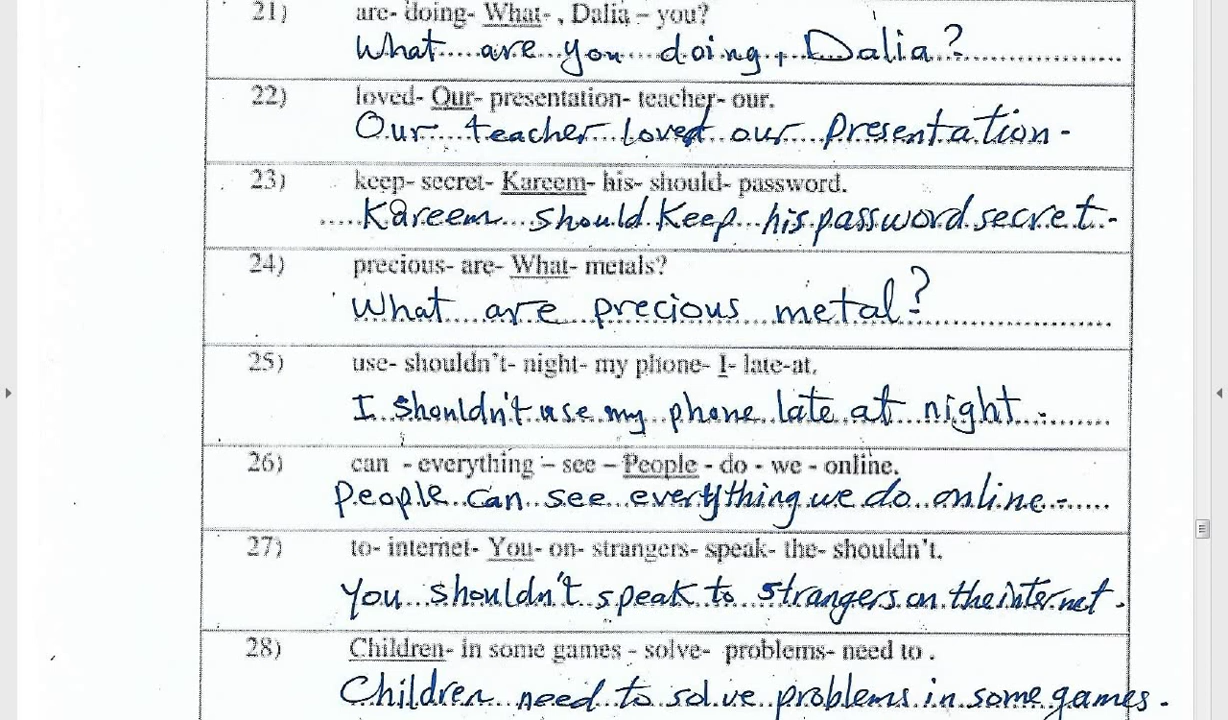 21) are- doing- What- , Dalia – you?
What are you doing, Dalia?
22) loved- Our- presentation- teacher- our.
Our teacher loved our presentation.
23) keep- secret- Kareem- his- should- password.
Kareem should keep his password secret.
24) precious- are- What- metals?
What are precious metal?
25) use- shouldn't- night- my phone- I- late-at.
I shouldn't use my phone late at night.
26) can - everything – see – People - do - we - online.
People can see everything we do online.
27) to- internet- You- on- strangers- speak- the- shouldn't.
You shouldn't speak to strangers on the internet.
28) Children- in some games - solve- problems- need to .
Children need to solve problems in some games.